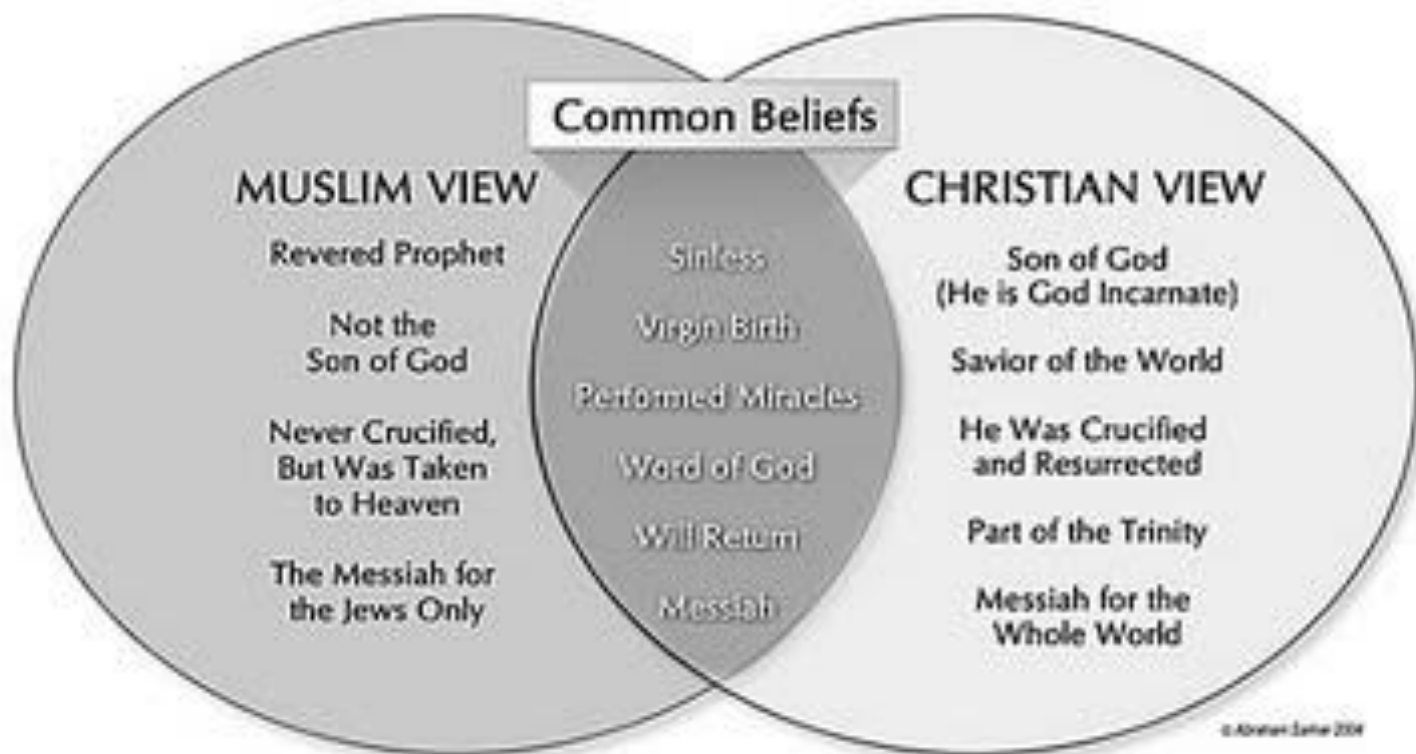 Common Beliefs
MUSLIM VIEW
Revered Prophet
Not the
Son of God
Never Crucified,
But Was Taken
to Heaven
The Messiah for
the Jews Only
Sinless
Virgin Birth
Performed Miracles
Word of God
Will Return
Messiah
CHRISTIAN VIEW
Son of God
(He is God Incarnate)
Savior of the World
He Was Crucified
and Resurrected
Part of the Trinity
Messiah for the
Whole World
© Abraham 2004